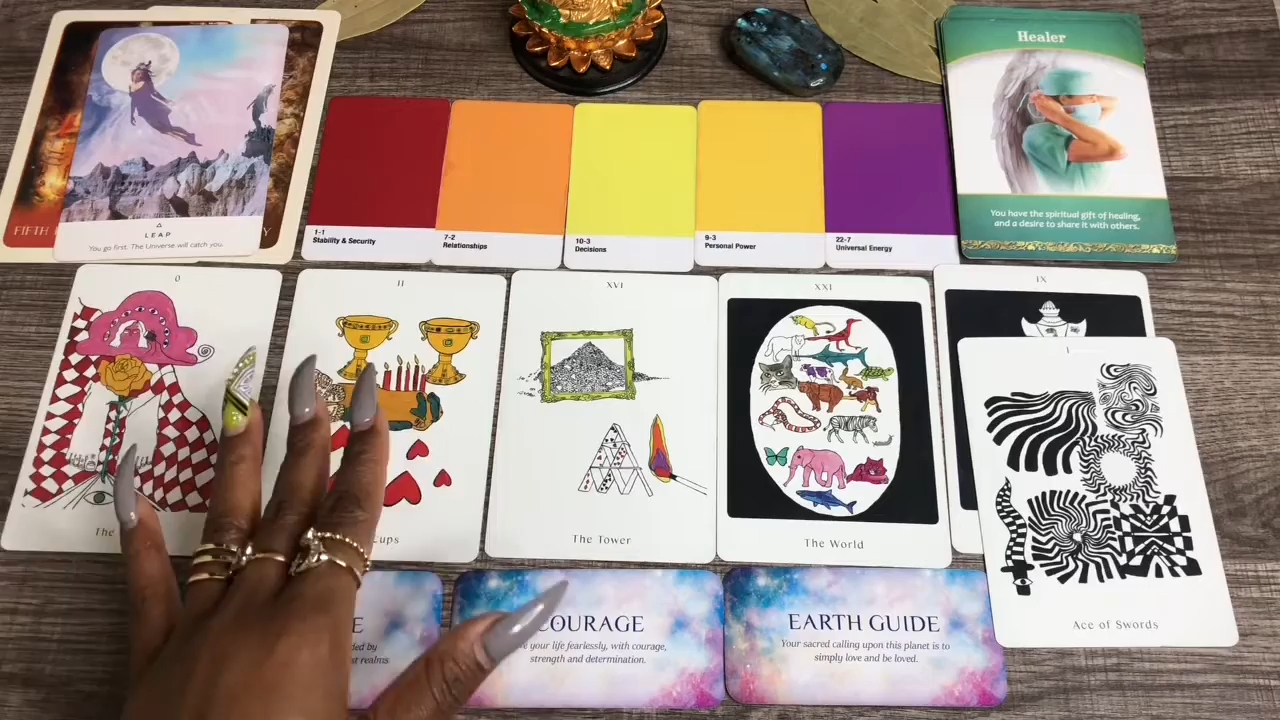 Healer
You have the spiritual gift of healing,
and a desire to share it with others.
LEAP
You go first. The Universe will catch you.
FIFTH
Y
1-1
Stability & Security
7-2
Relationships
10-3
Decisions
9-3
Personal Power
22-7
Universal Energy
0
The
II
Cups
XVI
The Tower
XXI
The World
IX
I
Ace of Swords
E
COURAGE
your life fearlessly, with courage,
strength and determination.
EARTH GUIDE
Your sacred calling upon this planet is to
simply love and be loved.